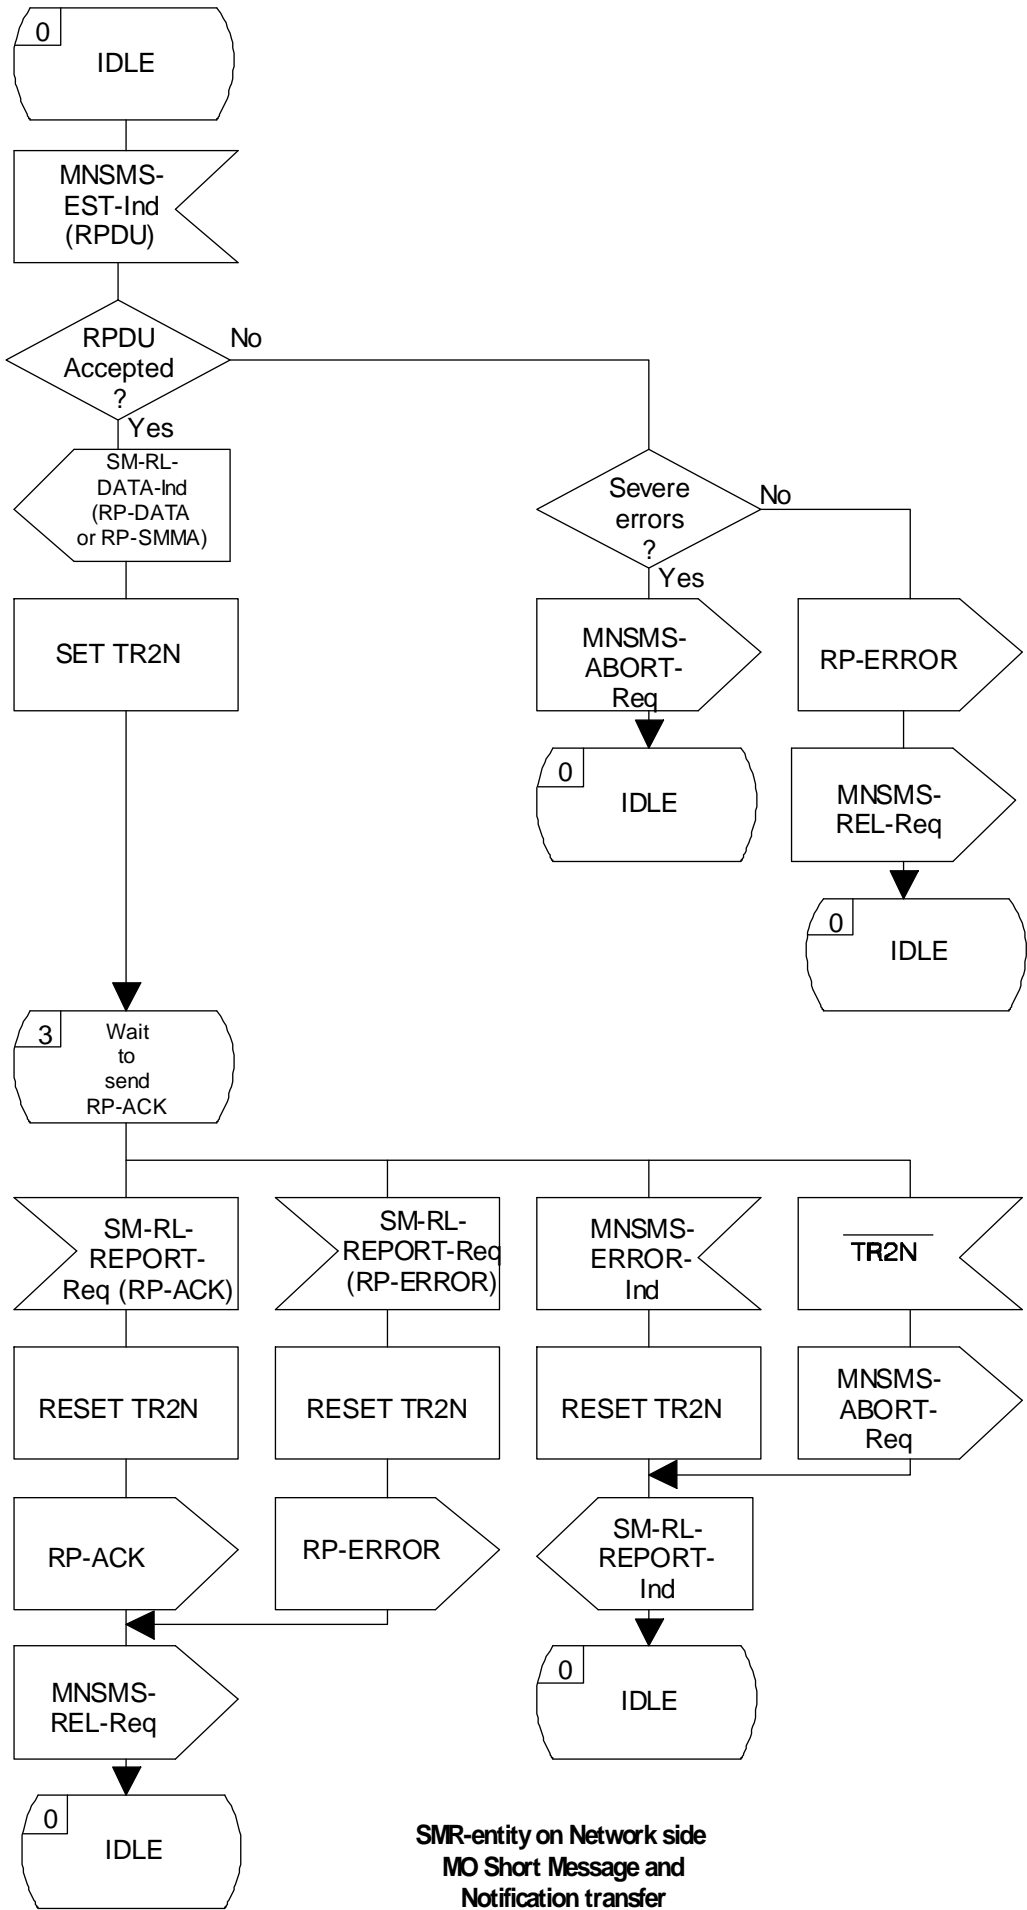 0
IDLE
MNSMS-
EST-Ind
(RPDU)
RPDU
Accepted
?
No
Yes
SM-RL-
DATA-Ind
(RP-DATA
or RP-SMMA)
SET TR2N
Severe
errors
?
No
Yes
MNSMS-
ABORT-
Req
0
IDLE
RP-ERROR
MNSMS-
REL-Req
0
IDLE
3
Wait
to
send
RP-ACK
SM-RL-
REPORT-
Req (RP-ACK)
SM-RL-
REPORT-Req
(RP-ERROR)
MNSMS-
ERROR-
Ind
TR2N
RESET TR2N
RESET TR2N
RESET TR2N
MNSMS-
ABORT-
Req
RP-ACK
RP-ERROR
SM-RL-
REPORT-
Ind
MNSMS-
REL-Req
0
IDLE
0
IDLE
SMR-entity on Network side
MO Short Message and
Notification transfer